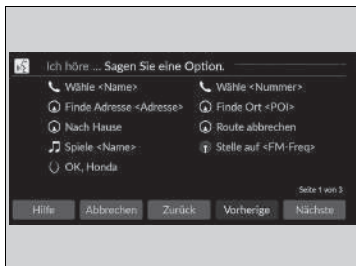 Ich höre ... Sagen Sie eine Option.
Wähle <Name>
Wähle <Nummer>
Finde Adresse <Adresse>
Finde Ort <POI>
Nach Hause
Route abbrechen
Spiele <Name>
Stelle auf <FM-Freq>
OK, Honda
Seite 1 von 3
Hilfe Abbrechen Zurück Vorherige Nächste